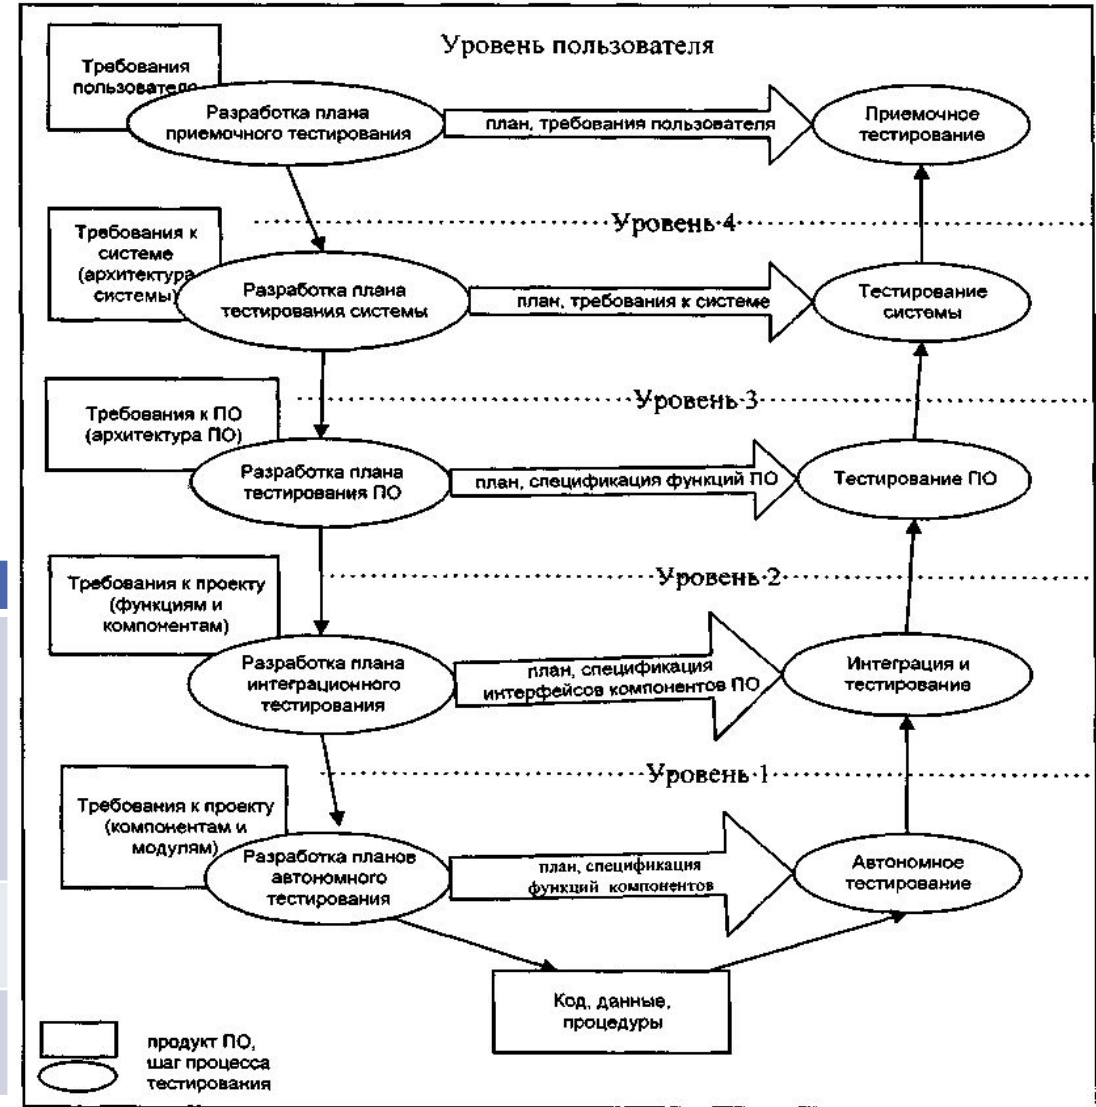 Уровень пользователя
Требования
пользователя
Разработка плана
приемочного тестирования
план, требования пользователя
Приемочное
тестирование
Уровень 4
Требования к
системе
(архитектура
системы)
Разработка плана
тестирования системы
план, требования к системе
Тестирование
системы
Уровень 3
Требования к ПО
(архитектура ПО)
Разработка плана
тестирования ПО
план, спецификация функций ПО
Тестирование ПО
Уровень 2
Требования к проекту
(функциям и
компонентам)
Разработка плана
интеграционного
тестирования
план, спецификация
интерфейсов компонентов ПО
Интеграция и
тестирование
Уровень 1
Требования к проекту
(компонентам и
модулям)
Разработка планов
автономного
тестирования
план, спецификация
функций компонентов
Автономное
тестирование
Код, данные,
процедуры
продукт ПО,
шаг процесса
тестирования